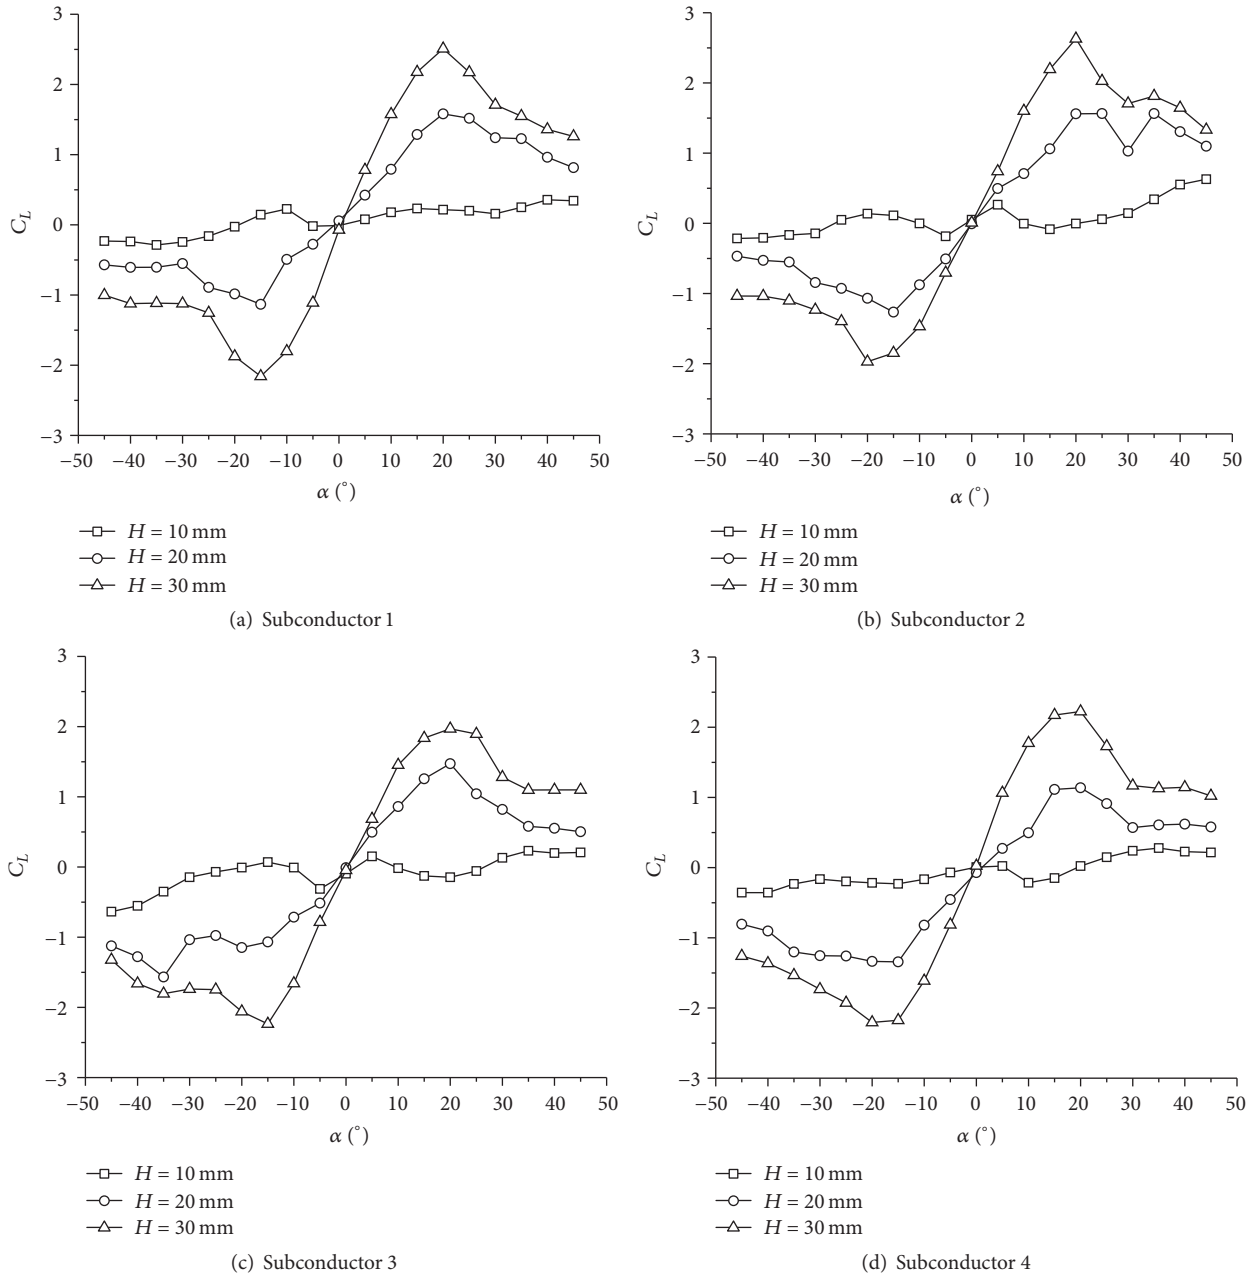 3
2
1
0
−1
−2
−3
C_L
−50 −40 −30 −20 −10 0 10 20 30 40 50
α (°)
H = 10 mm
H = 20 mm
H = 30 mm
(a) Subconductor 1
3
2
1
0
−1
−2
−3
C_L
−50 −40 −30 −20 −10 0 10 20 30 40 50
α (°)
H = 10 mm
H = 20 mm
H = 30 mm
(b) Subconductor 2
3
2
1
0
−1
−2
−3
C_L
−50 −40 −30 −20 −10 0 10 20 30 40 50
α (°)
H = 10 mm
H = 20 mm
H = 30 mm
(c) Subconductor 3
3
2
1
0
−1
−2
−3
C_L
−50 −40 −30 −20 −10 0 10 20 30 40 50
α (°)
H = 10 mm
H = 20 mm
H = 30 mm
(d) Subconductor 4